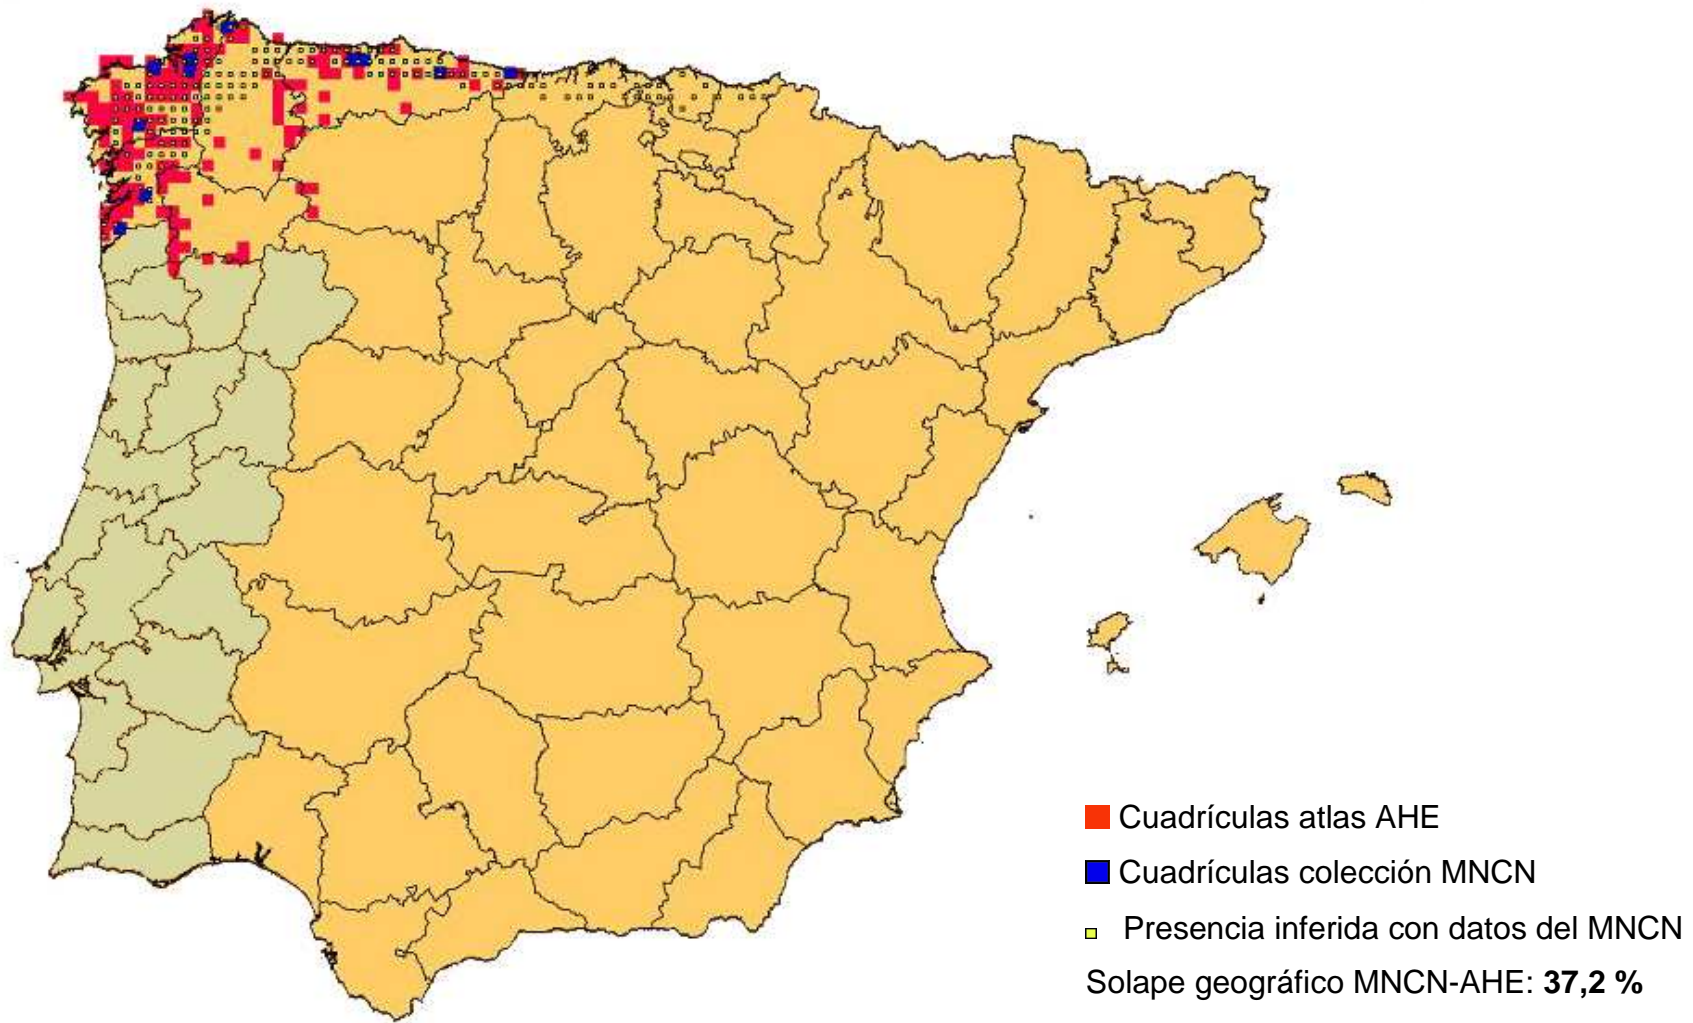 Cuadrículas atlas AHE
Cuadrículas colección MNCN
Presencia inferida con datos del MNCN
Solape geográfico MNCN-AHE: 37,2 %